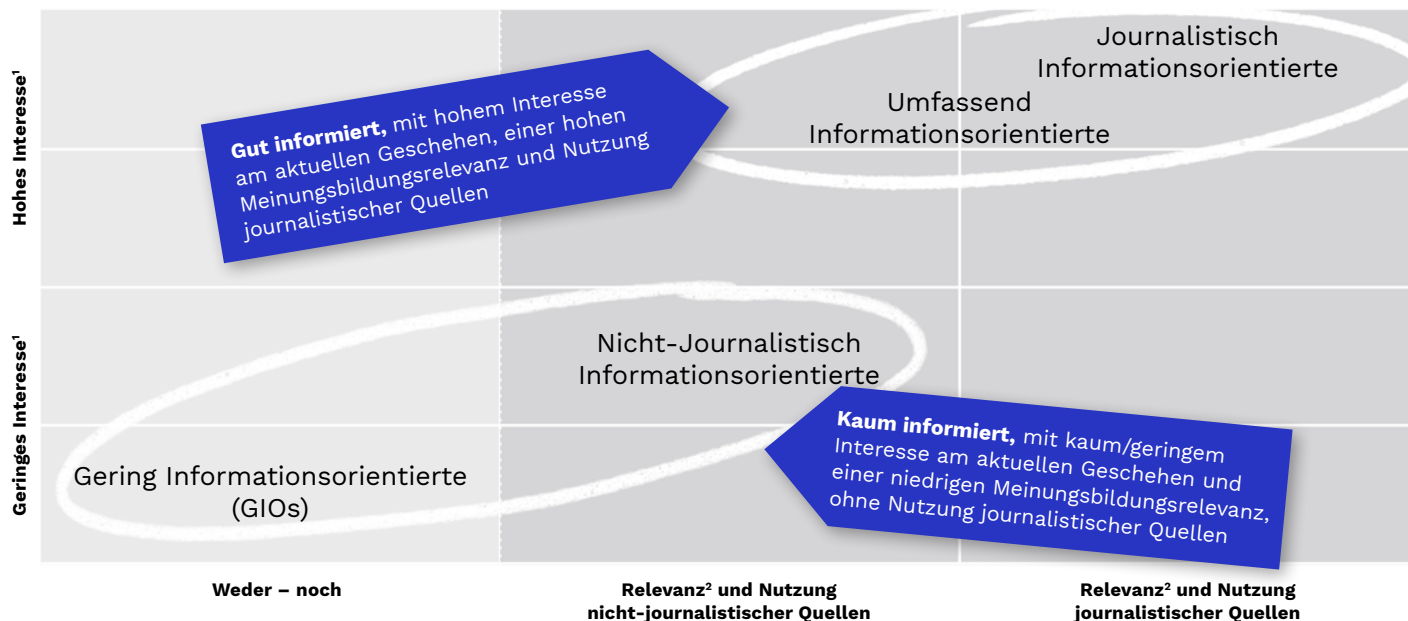 Hohes Interesse¹
Geringes Interesse¹
Journalistisch
Informationsorientierte
Umfassend
Informationsorientierte
Gut informiert, mit hohem Interesse
am aktuellen Geschehen, einer hohen
Meinungsbildungsrelevanz und Nutzung
journalistischer Quellen
Nicht-Journalistisch
Informationsorientierte
Kaum informiert, mit kaum/geringem
Interesse am aktuellen Geschehen und
einer niedrigen Meinungsbildungsrelevanz,
ohne Nutzung journalistischer Quellen
Gering Informationsorientierte
(GIOs)
Weder – noch
Relevanz² und Nutzung
nicht-journalistischer Quellen
Relevanz² und Nutzung
journalistischer Quellen